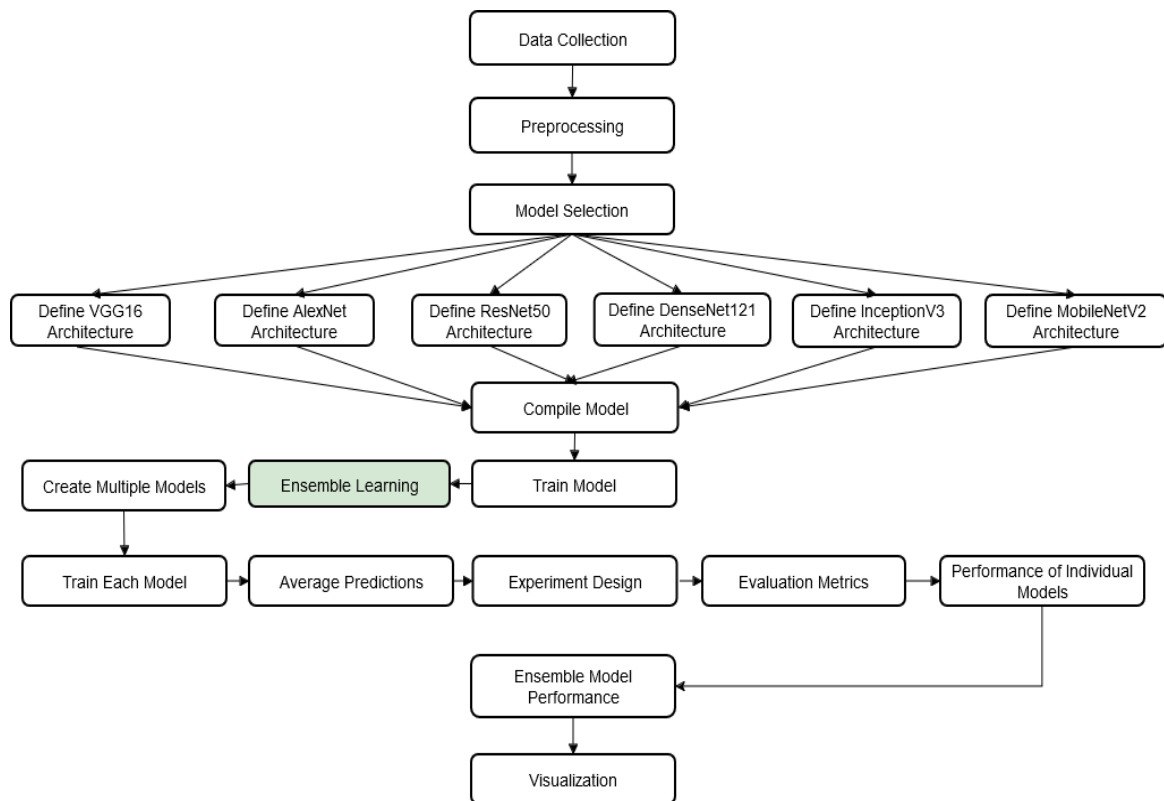 Data Collection
Preprocessing
Model Selection
Define VGG16
Architecture
Define AlexNet
Architecture
Define ResNet50
Architecture
Define DenseNet121
Architecture
Define InceptionV3
Architecture
Define MobileNetV2
Architecture
Compile Model
Create Multiple Models
Ensemble Learning
Train Model
Train Each Model
Average Predictions
Experiment Design
Evaluation Metrics
Performance of Individual
Models
Ensemble Model
Performance
Visualization